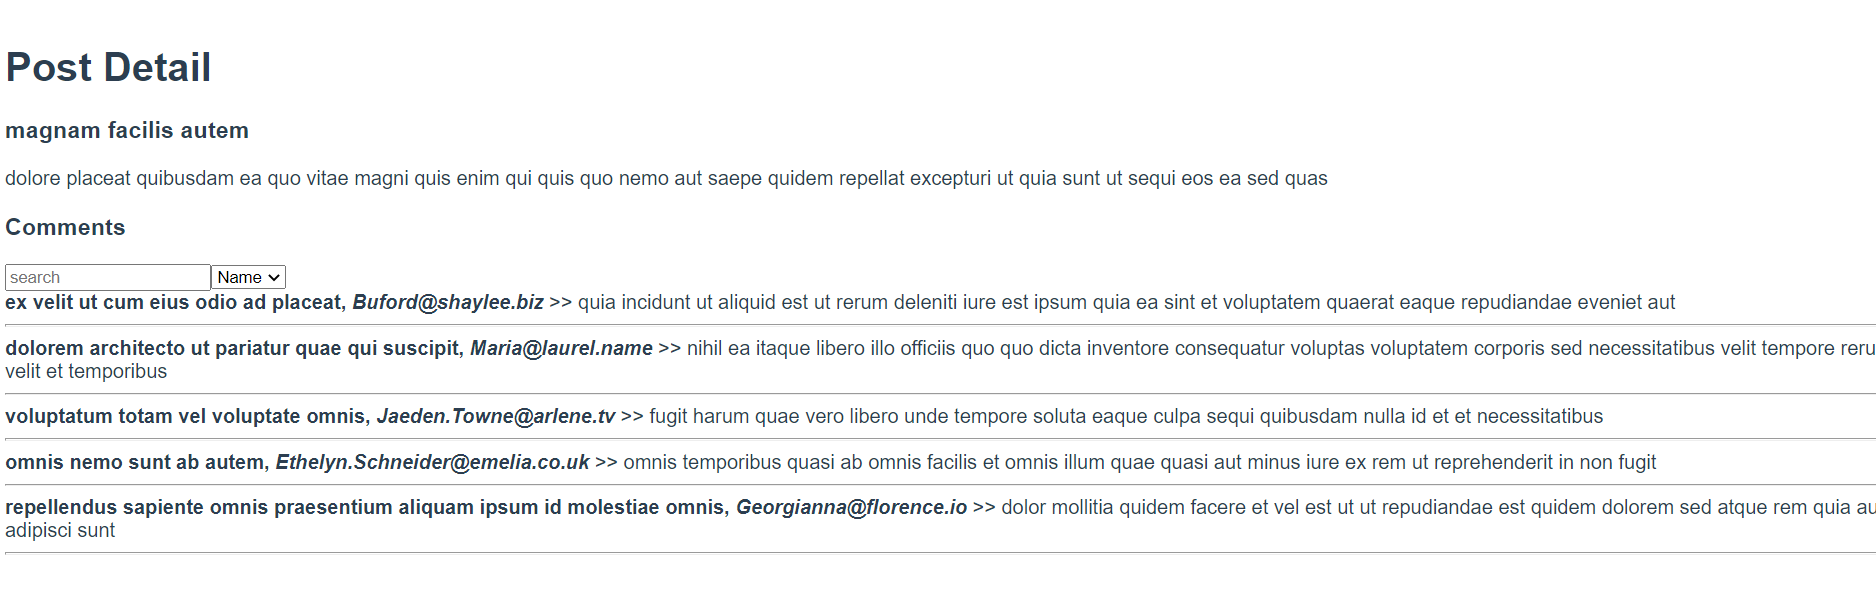 Post Detail
magnam facilis autem
dolore placeat quibusdam ea quo vitae magni quis enim qui quis quo nemo aut saepe quidem repellat excepturi ut quia sunt ut sequi eos ea sed quas
Comments
search Name
ex velit ut cum eius odio ad placeat, Buford@shaylee.biz >> quia incidunt ut aliquid est ut rerum deleniti iure est ipsum quia ea sint et voluptatem quaerat eaque repudiandae eveniet aut
dolorem architecto ut pariatur quae qui suscipit, Maria@laurel.name >> nihil ea itaque libero illo officiis quo quo dicta inventore consequatur voluptas voluptatem corporis sed necessitatibus velit tempore
velit et temporibus
voluptatum totam vel voluptate omnis, Jaeden.Towne@arlene.tv >> fugit harum quae vero libero unde tempore soluta eaque culpa sequi quibusdam nulla id et et necessitatibus
omnis nemo sunt ab autem, Ethelyn.Schneider@emelia.co.uk >> omnis temporibus quasi ab omnis facilis et omnis illum quae quasi aut minus iure ex rem ut reprehenderit in non fugit
repellendus sapiente omnis praesentium aliquam ipsum id molestiae omnis, Georgianna@florence.io >> dolor mollitia quidem facere et vel est ut ut repudiandae est quidem dolorem sed atque rem quia
adipisci sunt